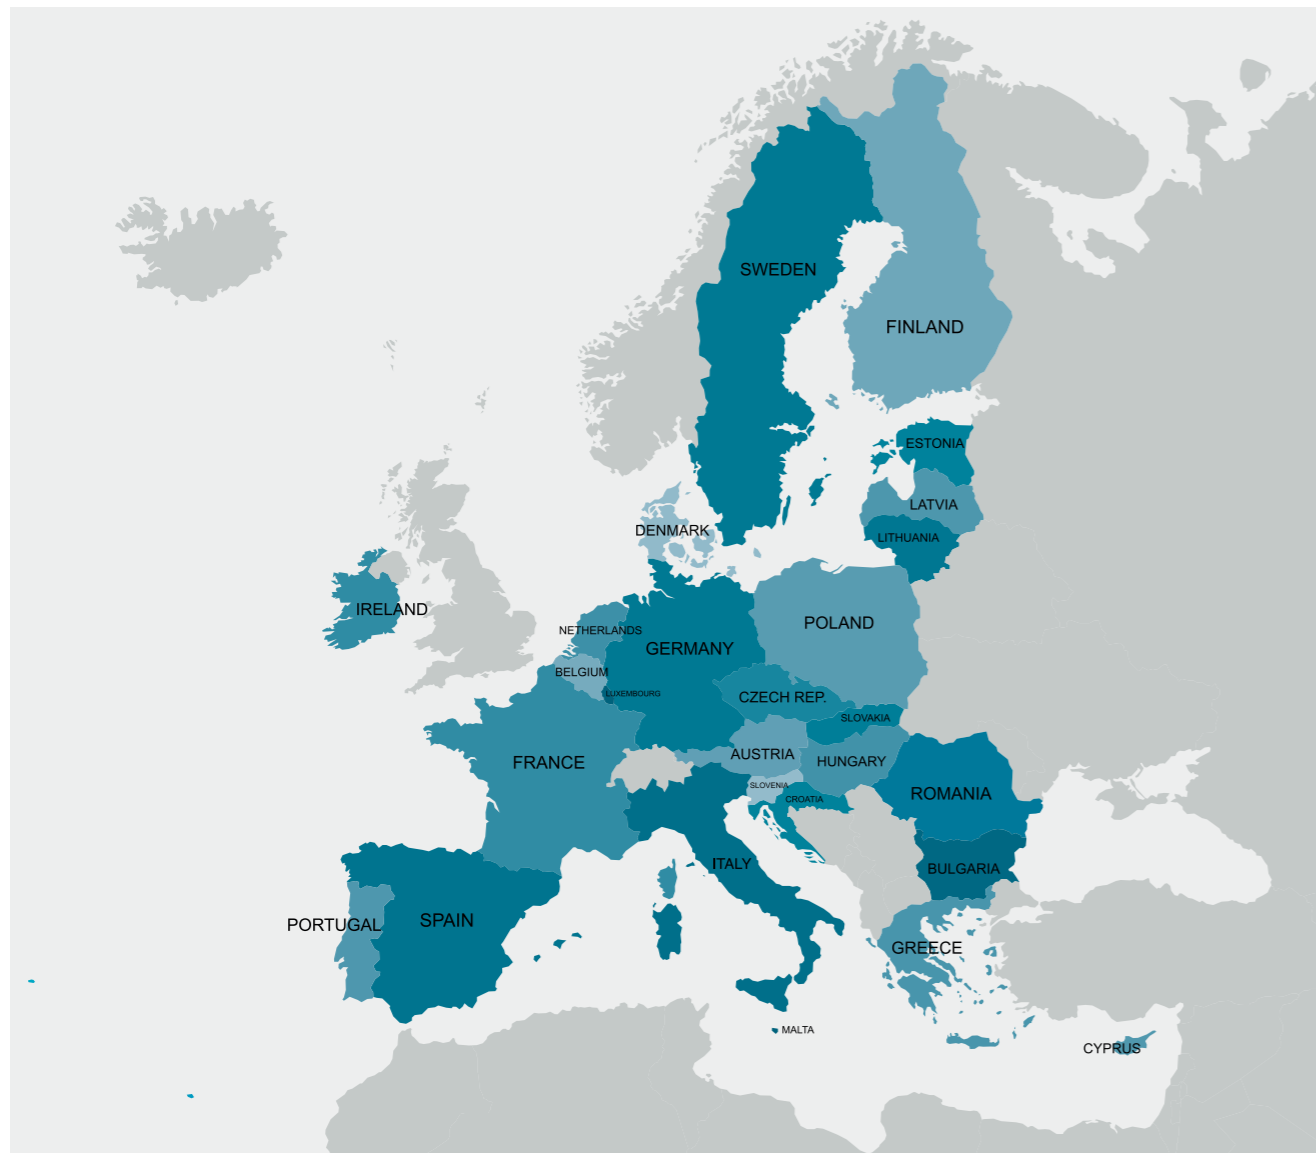 SWEDEN
FINLAND
ESTONIA
LATVIA
DENMARK
LITHUANIA
IRELAND
POLAND
NETHERLANDS
GERMANY
BELGIUM
LUXEMBOURG
CZECH REP.
SLOVAKIA
AUSTRIA
FRANCE
HUNGARY
SLOVENIA
ROMANIA
CROATIA
ITALY
BULGARIA
SPAIN
PORTUGAL
GREECE
MALTA
CYPRUS